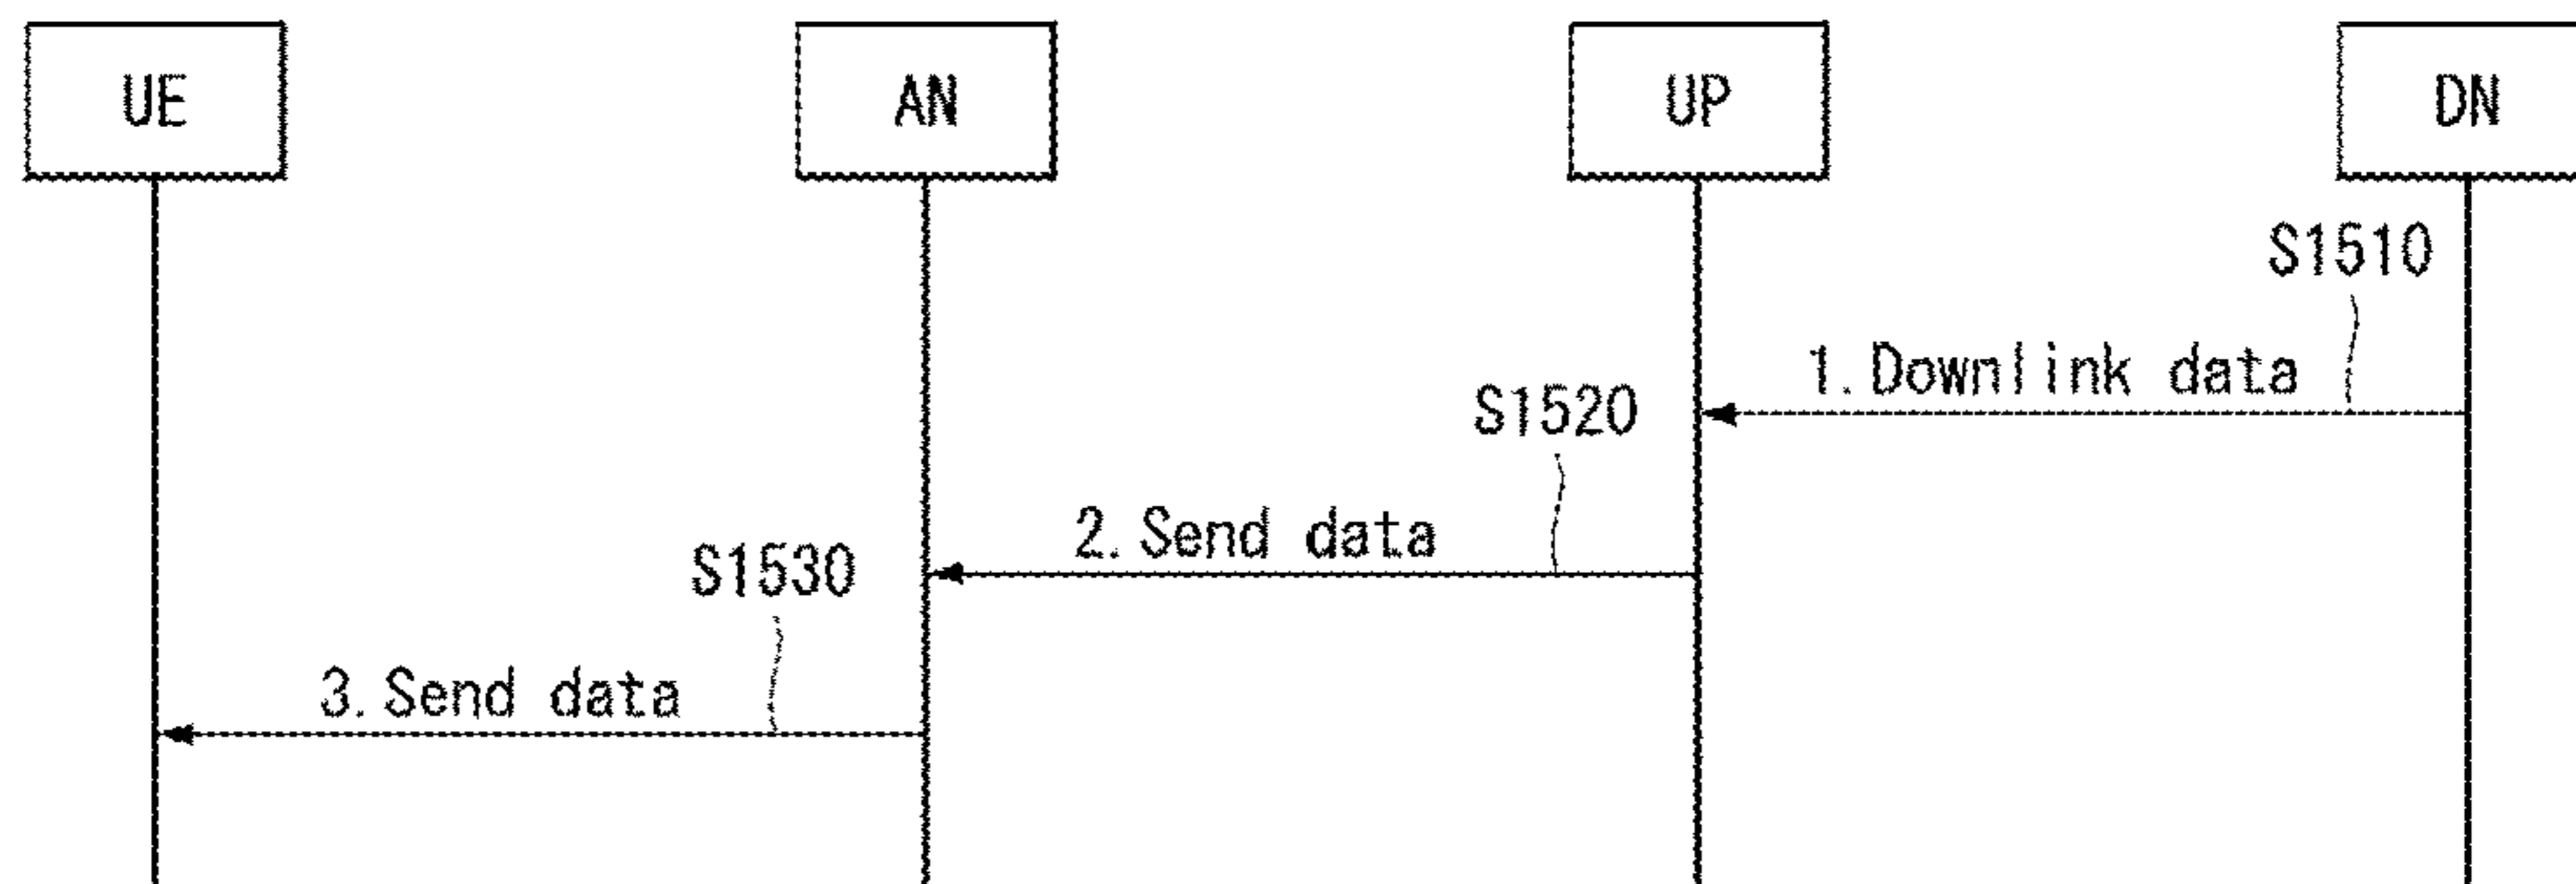 UE
AN
UP
DN
S1510
1. Downlink data
S1520
2. Send data
S1530
3. Send data